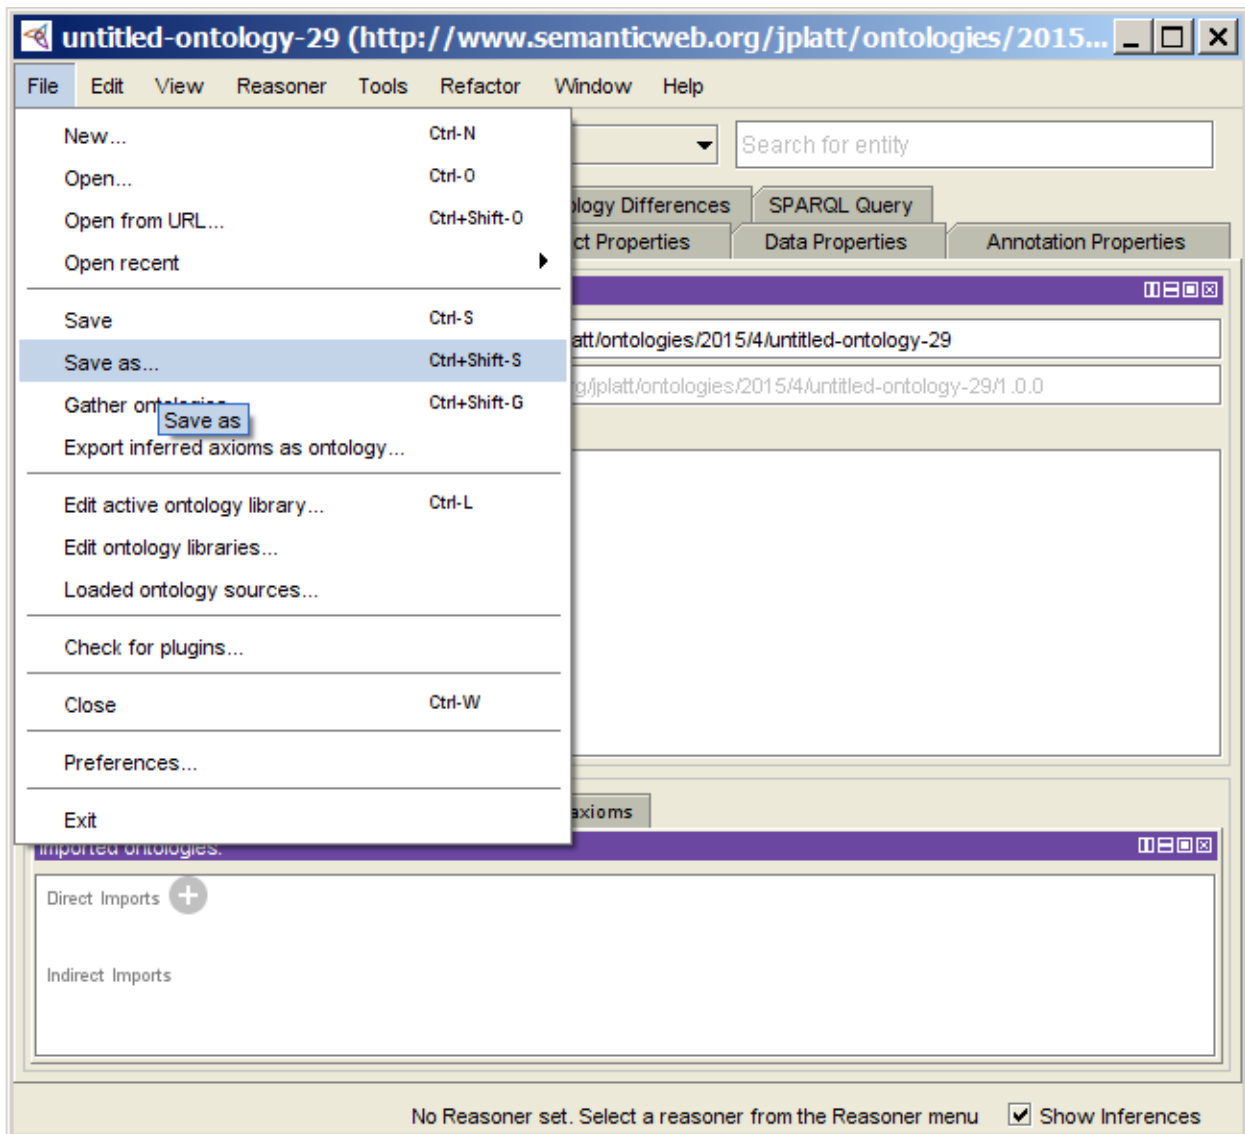 untitled-ontology-29 (http://www.semanticweb.org/jplatt/ontologies/2015...
File Edit View Reasoner Tools Refactor Window Help
New... Ctrl-N
Search for entity
Open... Ctrl-O
Open from URL... Ctrl+Shift-O
Differences SPARQL Query
Properties Data Properties Annotation Properties
Open recent
Save Ctrl-S
/ontologies/2015/4/untitled-ontology-29
Save as... Ctrl+Shift-S
/jplatt/ontologies/2015/4/untitled-ontology-29/1.0.0
Gather Ctrl+Shift-G
Save as
Export inferred axioms as ontology...
Edit active ontology library... Ctrl-L
Edit ontology libraries...
Loaded ontology sources...
Check for plugins...
Close Ctrl-W
Preferences...
Exit
axioms
Imported ontologies:
Direct Imports
Indirect Imports
No Reasoner set. Select a reasoner from the Reasoner menu Show Inferences